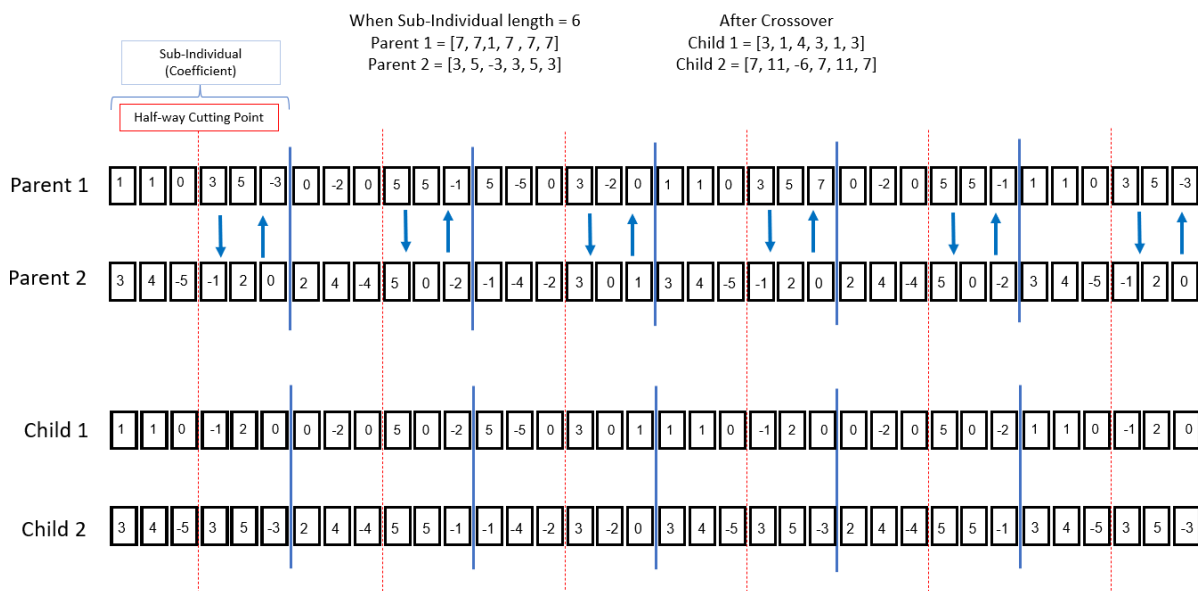 When Sub-Individual length = 6
Parent 1 = [7, 7,1, 7 , 7, 7]
Parent 2 = [3, 5, -3, 3, 5, 3]
After Crossover
Child 1 = [3, 1, 4, 3, 1, 3]
Child 2 = [7, 11, -6, 7, 11, 7]
Sub-Individual
(Coefficient)
Half-way Cutting Point
Parent 1 1 1 0 3 5 -3 0 -2 0 5 5 -1 5 -5 0 3 -2 0 1 1 0 3 5 7 0 -2 0 5 5 -1 1 1 0 3 5 -3
Parent 2 3 4 -5 -1 2 0 2 4 -4 5 0 -2 -1 -4 -2 3 0 1 3 4 -5 -1 2 0 2 4 -4 5 0 -2 3 4 -5 -1 2 0
Child 1 1 1 0 -1 2 0 0 -2 0 5 0 -2 5 -5 0 3 0 1 1 1 0 -1 2 0 0 -2 0 5 0 -2 1 1 0 -1 2 0
Child 2 3 4 -5 3 5 -3 2 4 -4 5 5 -1 -1 -4 -2 3 -2 0 3 4 -5 3 5 -3 2 4 -4 5 5 -1 3 4 -5 3 5 -3